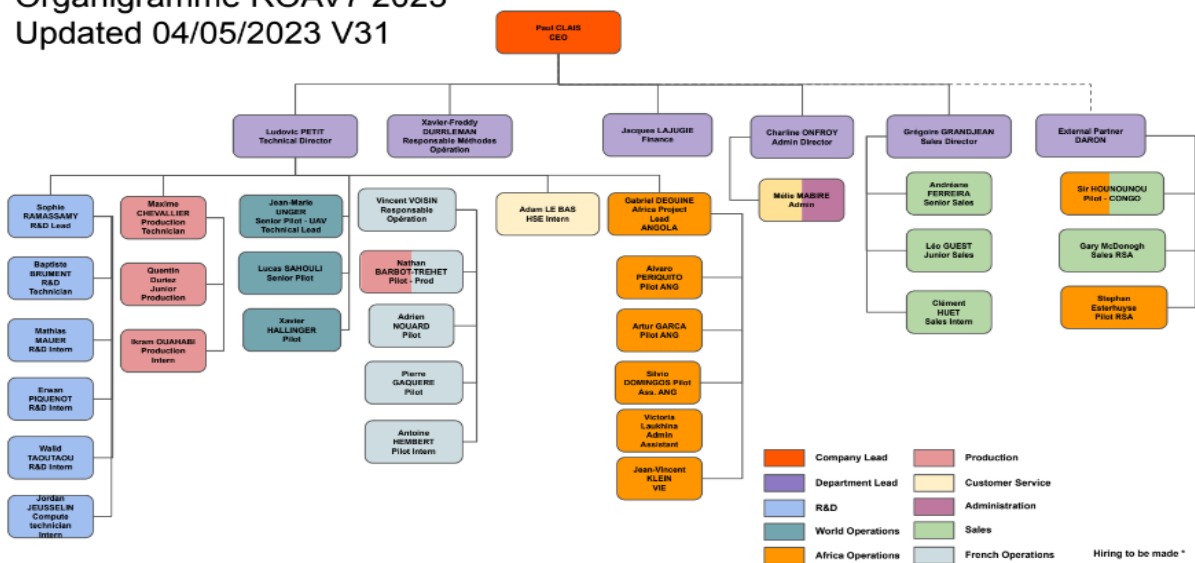 Organigramme ROAV7 2023
Updated 04/05/2023 V31
Paul CLAIS
CEO
Ludovic PETIT
Technical Director
Xavier-Freddy
DURRLEMAN
Responsable Méthodes
Opération
Jacques LAJUGIE
Finance
Charline ONFROY
Admin Director
Grégoire GRANDJEAN
Sales Director
External Partner
DARON
Sophie
RAMASSAMY
R&D Lead
Baptiste
BRUMENT
R&D
Technician
Mathias
MAUER
R&D Intern
Erwan
PIQUENOT
R&D Intern
Walid
TAOUTAOU
R&D Intern
Jordan
JEUSSELIN
Compute
technician
Intern
Maxime
CHEVALLIER
Production
Technician
Quentin
Duriez
Junior
Production
Ikram OUAHABI
Production
Intern
Jean-Marie
UNGER
Senior Pilot - UAV
Technical Lead
Lucas SAHOULI
Senior Pilot
Xavier
HALLINGER
Pilot
Vincent VOISIN
Responsable
Opération
Nathan
BARBOT-TREHET
Pilot - Prod
Adrien
NOUARD
Pilot
Pierre
GAQUERE
Pilot
Antoine
HEMBERT
Pilot Intern
Adam LE BAS
HSE Intern
Gabriel DEGUINE
Africa Project
Lead
ANGOLA
Alvaro
PERIQUITO
Pilot ANG
Artur GARCA
Pilot ANG
Silvio
DOMINGOS Pilot
Ass. ANG
Victoria
Laukhina
Admin
Assistant
Jean-Vincent
KLEIN
VIE
Mélie MABIRE
Admin
Andréane
FERREIRA
Senior Sales
Léo GUEST
Junior Sales
Clément
HUET
Sales Intern
Sir HOUNOUNOU
Pilot - CONGO
Gary McDonogh
Sales RSA
Stephan
Esterhuyse
Pilot RSA
Company Lead
Department Lead
R&D
World Operations
Africa Operations
Production
Customer Service
Administration
Sales
French Operations
Hiring to be made *